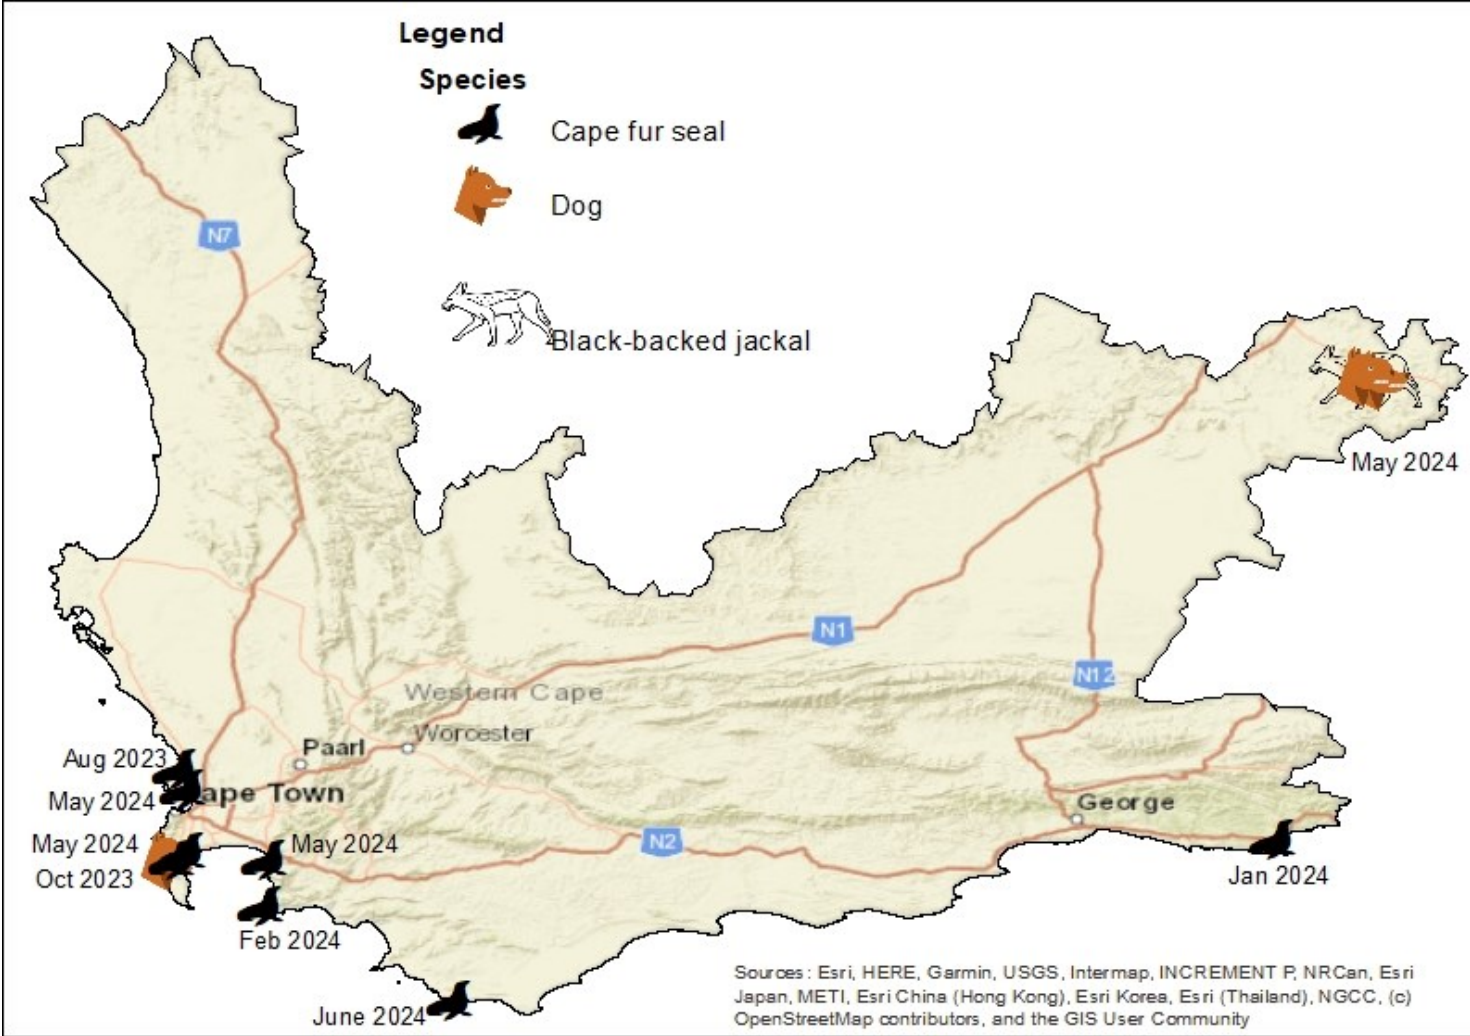 Legend
Species
Cape fur seal
Dog
Black-backed jackal
N7
May 2024
N1
N12
Western Cape
Worcester
Paarl
Aug 2023
May 2024
ape Town
George
May 2024
Oct 2023
May 2024
N2
Jan 2024
Feb 2024
June 2024
Sources: Esri, HERE, Garmin, USGS, Intermap, INCREMENT P, NRCan, Esri
Japan, METI, Esri China (Hong Kong), Esri Korea, Esri (Thailand), NGCC, (c)
OpenStreetMap contributors, and the GIS User Community